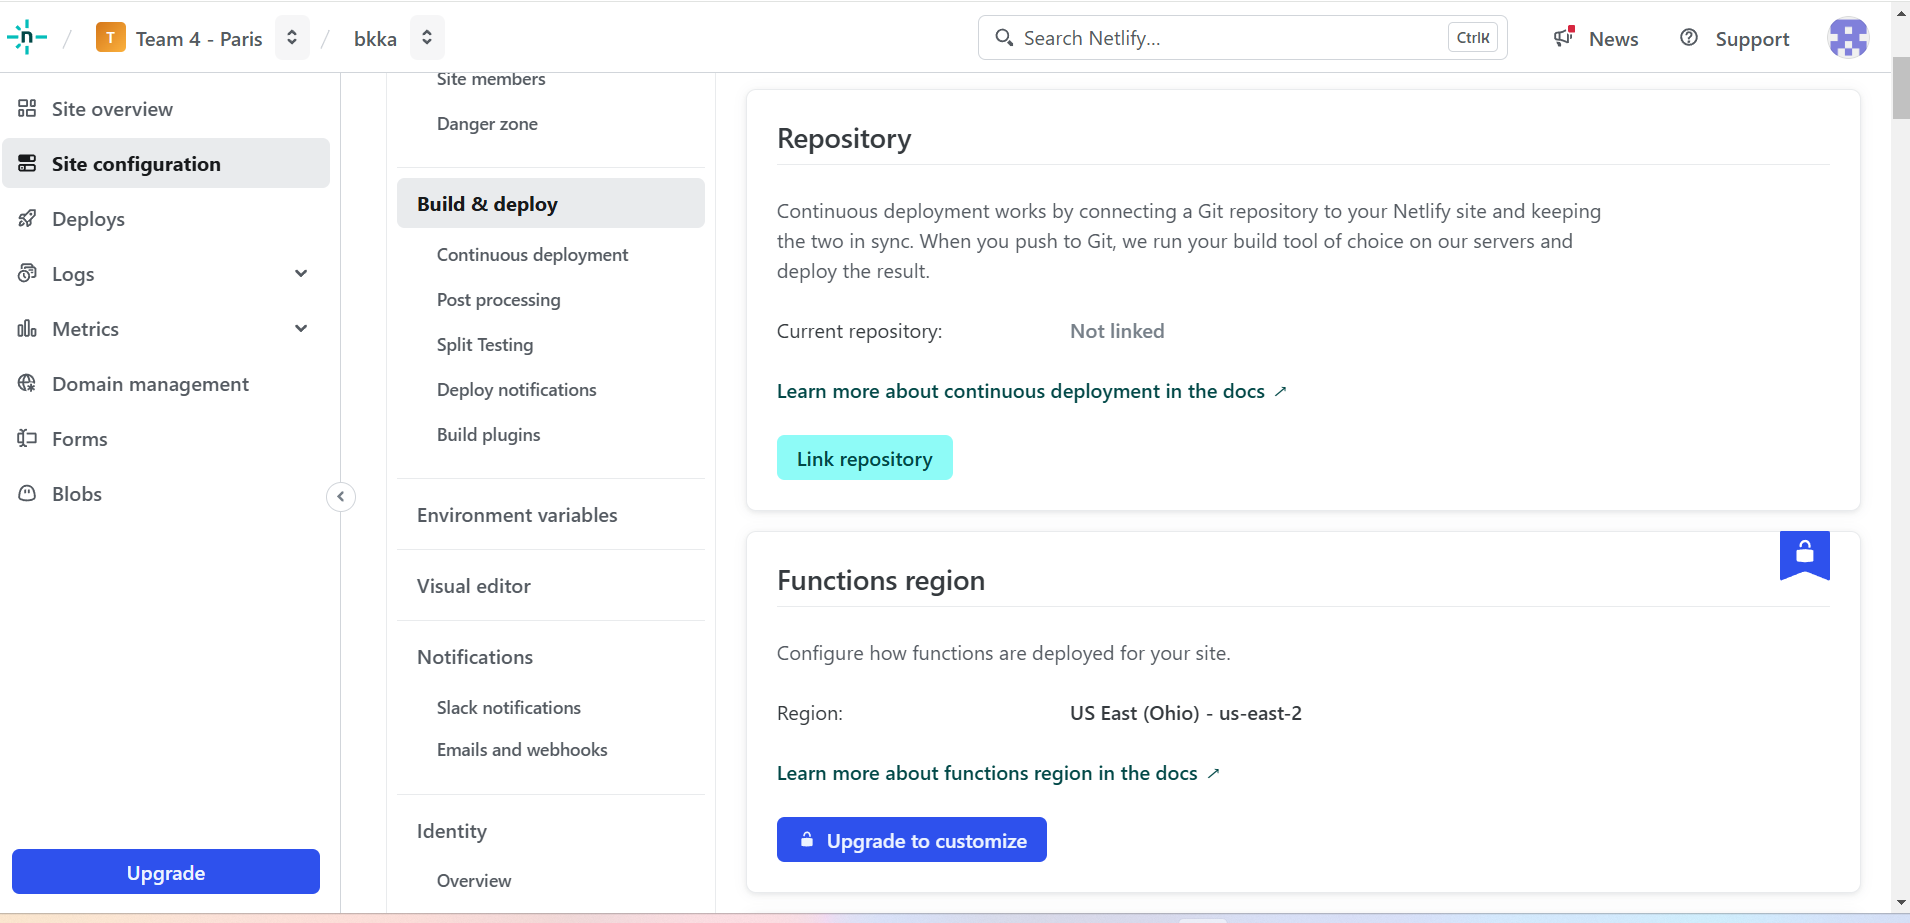 n / T Team 4 - Paris / bkka
Search Netlify... CtrlK
News
Support
Site overview
Site configuration
Deploys
Logs
Metrics
Domain management
Forms
Blobs
Upgrade
Site members
Danger zone
Build & deploy
Continuous deployment
Post processing
Split Testing
Deploy notifications
Build plugins
Environment variables
Visual editor
Notifications
Slack notifications
Emails and webhooks
Identity
Overview
Repository
Continuous deployment works by connecting a Git repository to your Netlify site and keeping
the two in sync. When you push to Git, we run your build tool of choice on our servers and
deploy the result.
Current repository: Not linked
Learn more about continuous deployment in the docs ↗
Link repository
Functions region
Configure how functions are deployed for your site.
Region: US East (Ohio) - us-east-2
Learn more about functions region in the docs ↗
Upgrade to customize